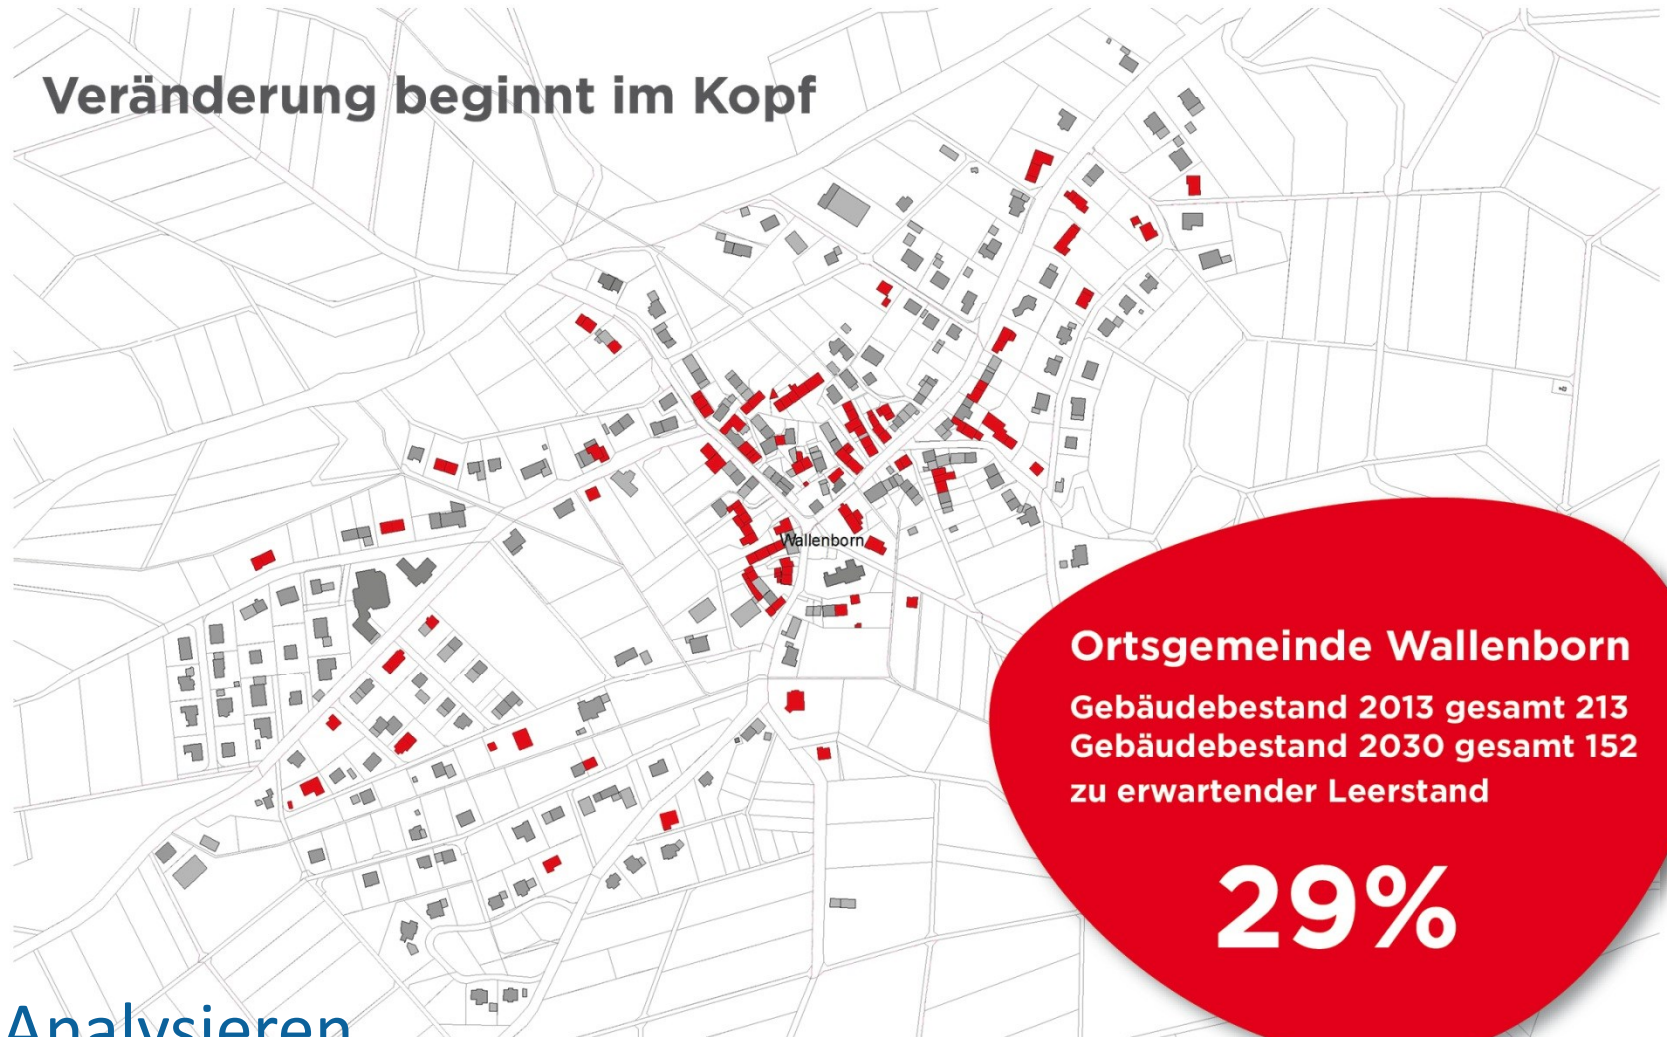 Veränderung beginnt im Kopf
Wallenborn
Ortsgemeinde Wallenborn
Gebäudebestand 2013 gesamt 213
Gebäudebestand 2030 gesamt 152
zu erwartender Leerstand
29%
Analysieren